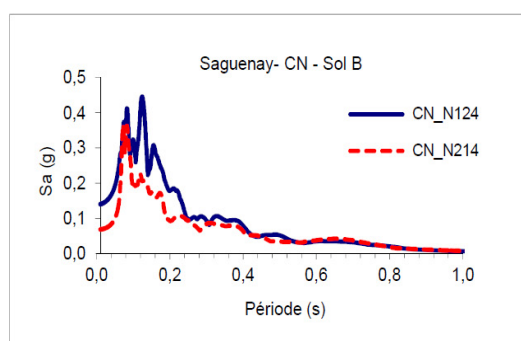 Saguenay- CN - Sol B
0,5
0,4
0,3
0,2
0,1
0,0
Sa (g)
CN_N124
CN_N214
0,0 0,2 0,4 0,6 0,8 1,0
Période (s)